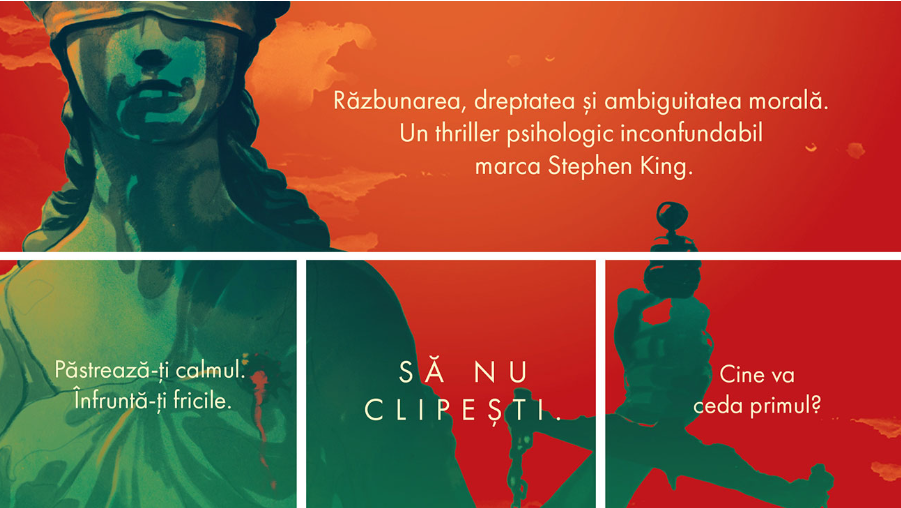 Răzbunarea, dreptatea și ambiguitatea morală.
Un thriller psihologic inconfundabil
marca Stephen King.
Păstrează-ți calmul.
Înfruntă-ți fricile.
SĂ NU
CLIPEȘTI.
Cine va
ceda primul?